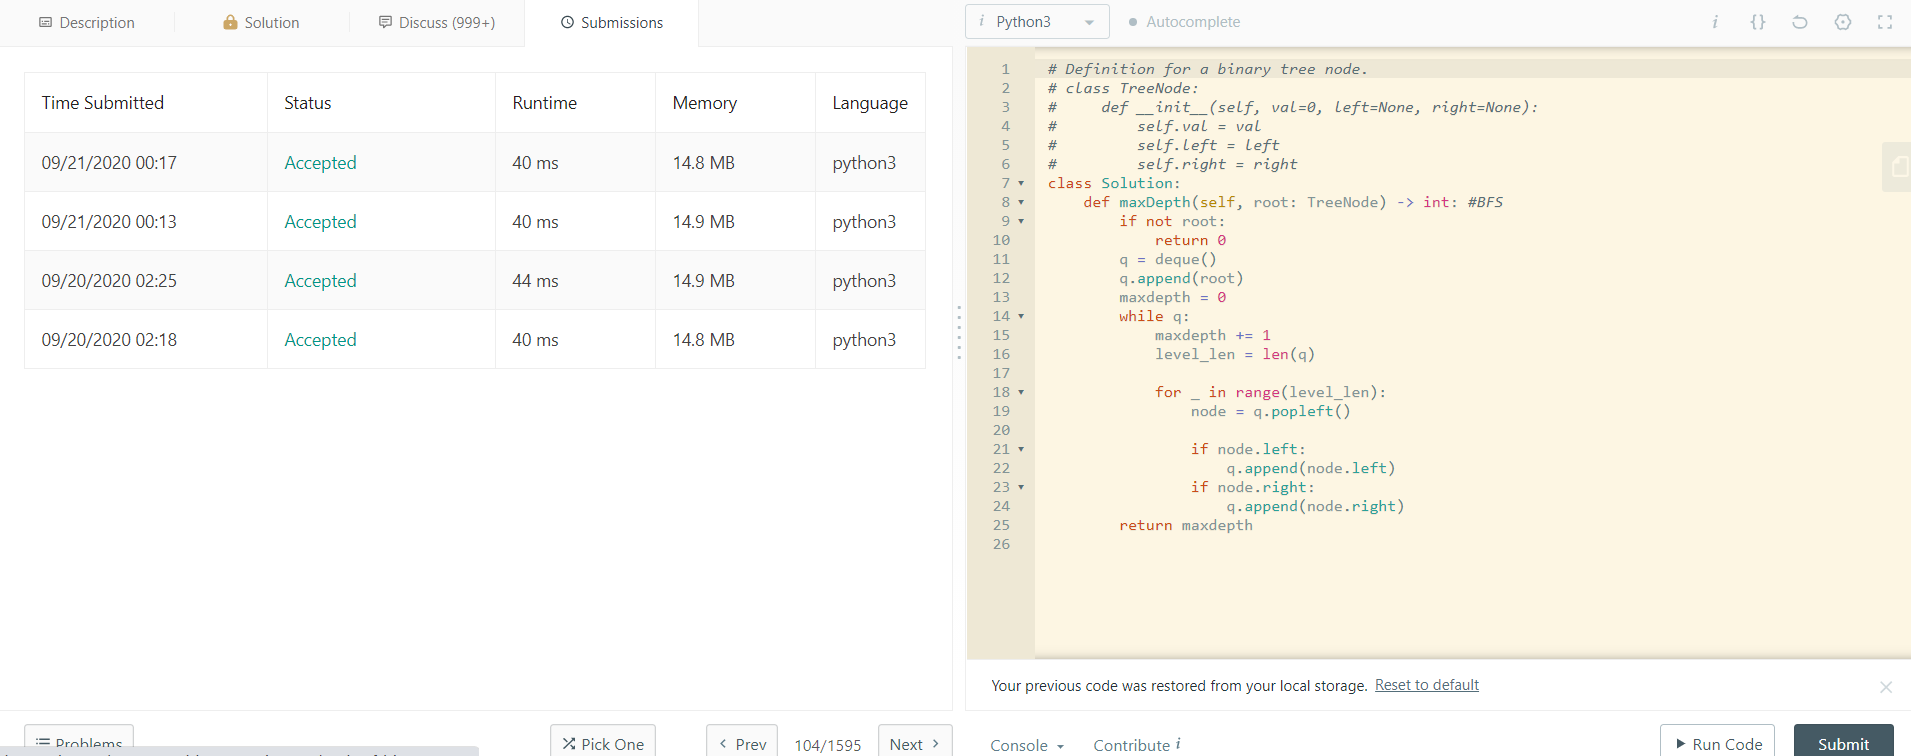 Description
Solution
Discuss (999+)
Submissions
Time Submitted Status Runtime Memory Language
09/21/2020 00:17 Accepted 40 ms 14.8 MB python3
09/21/2020 00:13 Accepted 40 ms 14.9 MB python3
09/20/2020 02:25 Accepted 44 ms 14.9 MB python3
09/20/2020 02:18 Accepted 40 ms 14.8 MB python3
Problems
Pick One
Prev
104/1595
Next
i Python3
Autocomplete
i {}
1 # Definition for a binary tree node.
2 # class TreeNode:
3 #     def __init__(self, val=0, left=None, right=None):
4 #         self.val = val
5 #         self.left = left
6 #         self.right = right
7 class Solution:
8     def maxDepth(self, root: TreeNode) -> int: #BFS
9         if not root:
10             return 0
11         q = deque()
12         q.append(root)
13         maxdepth = 0
14         while q:
15             maxdepth += 1
16             level_len = len(q)
17
18             for _ in range(level_len):
19                 node = q.popleft()
20
21                 if node.left:
22                     q.append(node.left)
23                 if node.right:
24                     q.append(node.right)
25         return maxdepth
26
Your previous code was restored from your local storage. Reset to default
Console
Contribute i
Run Code
Submit